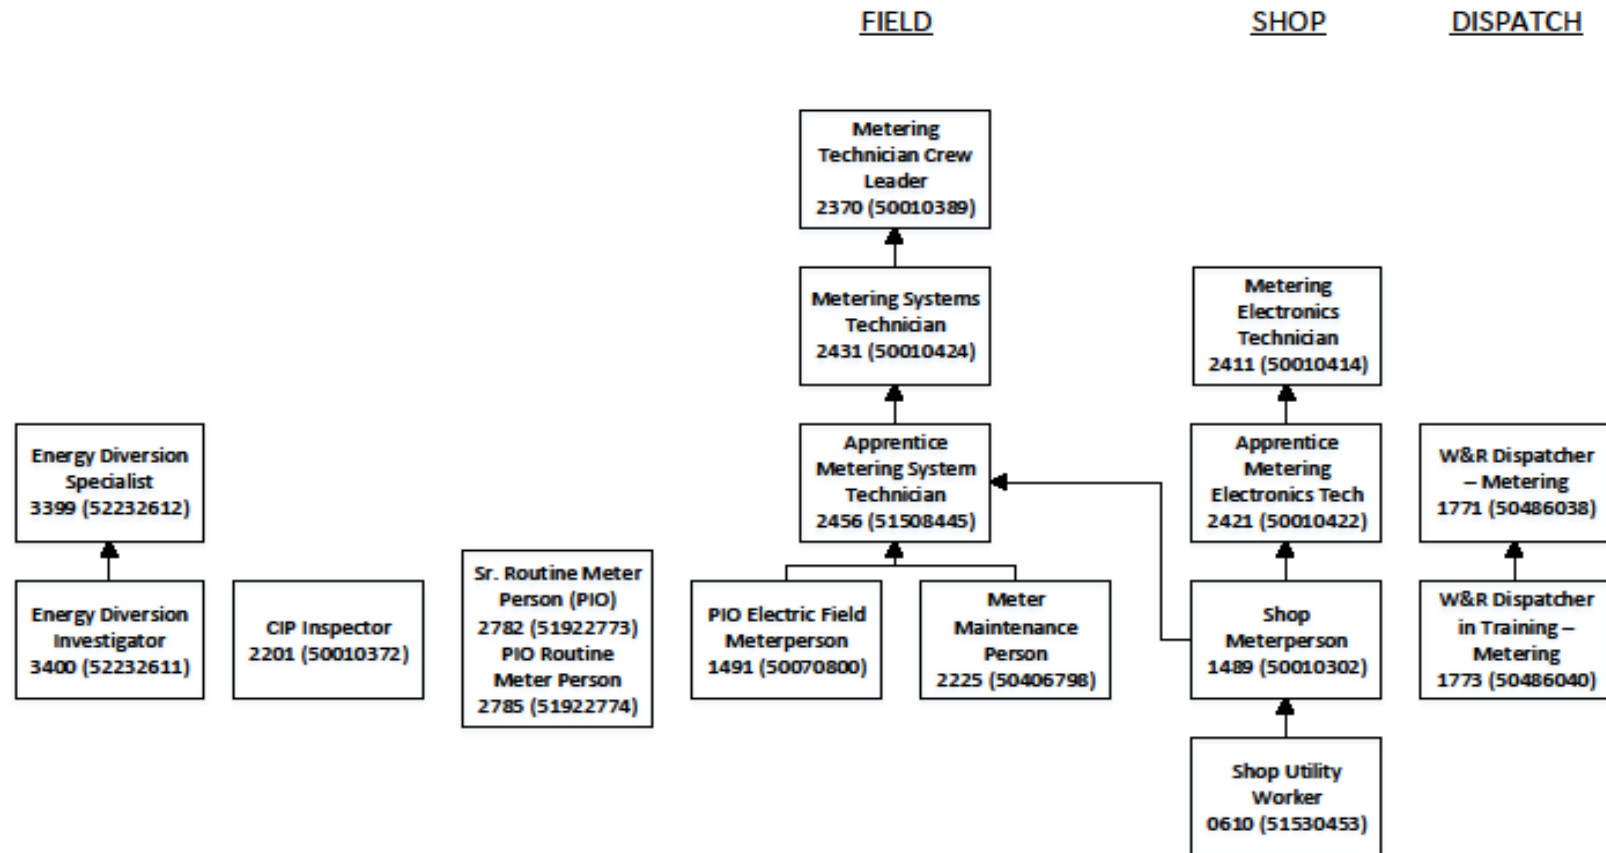 FIELD
SHOP
DISPATCH
Metering
Technician Crew
Leader
2370 (50010389)
Metering Systems
Technician
2431 (50010424)
Metering
Electronics
Technician
2411 (50010414)
Energy Diversion
Specialist
3399 (52232612)
Apprentice
Metering System
Technician
2456 (51508445)
Apprentice
Metering
Electronics Tech
2421 (50010422)
W&R Dispatcher
– Metering
1771 (50486038)
Energy Diversion
Investigator
3400 (52232611)
CIP Inspector
2201 (50010372)
Sr. Routine Meter
Person (PIO)
2782 (51922773)
PIO Routine
Meter Person
2785 (51922774)
PIO Electric Field
Meterperson
1491 (50070800)
Meter
Maintenance
Person
2225 (50406798)
Shop
Meterperson
1489 (50010302)
W&R Dispatcher
in Training –
Metering
1773 (50486040)
Shop Utility
Worker
0610 (51530453)